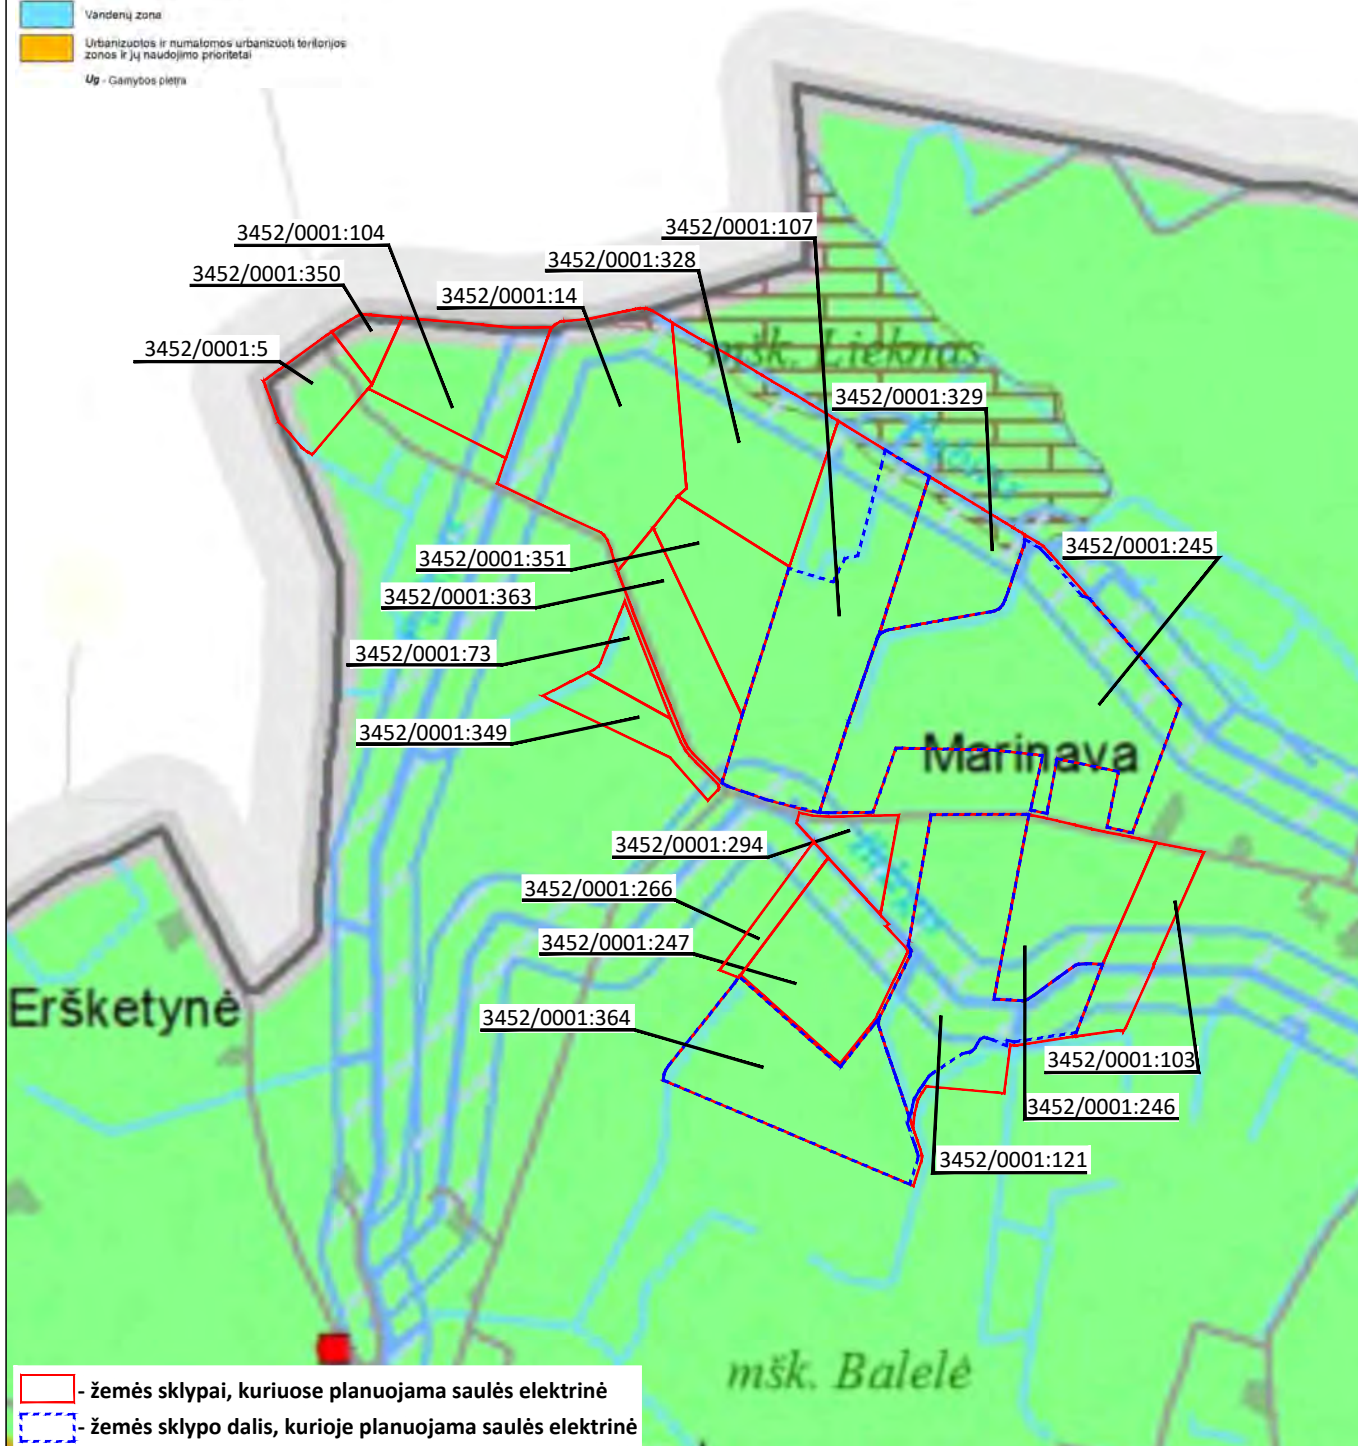 Vandenų zona
Urbanizuotos ir numatomos urbanizuoti teritorijos
zonos ir jų naudojimo prioritetai
Ug - Gamybos plėtra
3452/0001:107
3452/0001:104
3452/0001:328
3452/0001:350
3452/0001:14
3452/0001:5
mšk. Lieknas
3452/0001:329
3452/0001:245
3452/0001:351
3452/0001:363
3452/0001:73
3452/0001:349
Marinava
3452/0001:294
3452/0001:266
3452/0001:247
Erškėtynė
3452/0001:364
3452/0001:103
3452/0001:246
3452/0001:121
mšk. Balelė
- žemės sklypai, kuriuose planuojama saulės elektrinė
- žemės sklypo dalis, kurioje planuojama saulės elektrinė